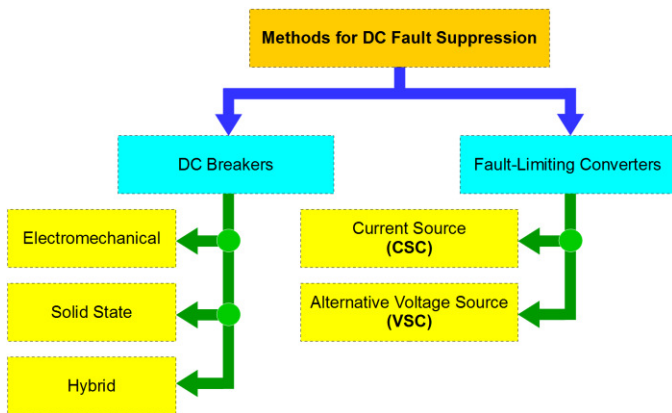 Methods for DC Fault Suppression
DC Breakers
Fault-Limiting Converters
Electromechanical
Solid State
Hybrid
Current Source
(CSC)
Alternative Voltage Source
(VSC)